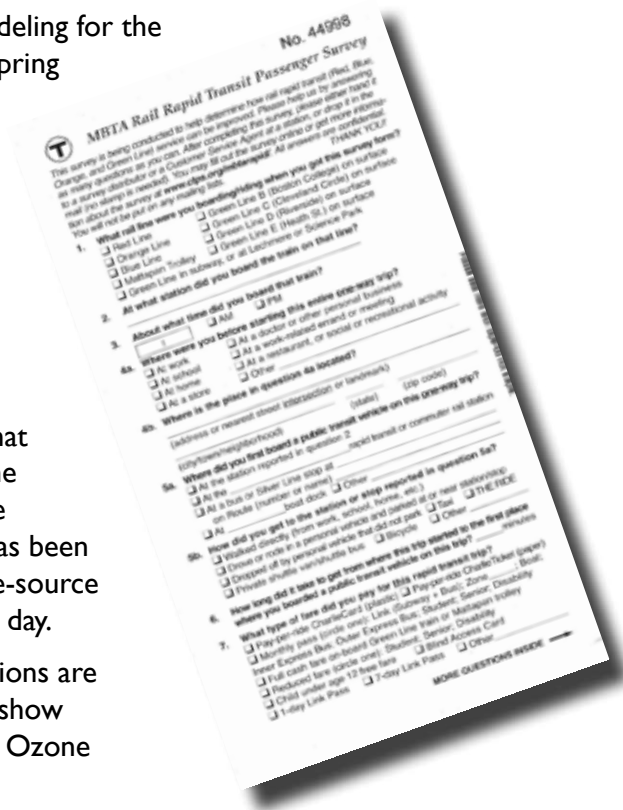 deling for the
pring
hat
he
e
as been
e-source
day.
ions are
show
Ozone
No. 44998
T
MBTA Rail Rapid Transit Passenger Survey
This survey is being conducted to help determine how rail rapid transit (Red, Blue,
Orange, and Green Line) service can be improved. Please help us by answering
as many questions as you can. After completing this survey, please either hand it
to a survey distributor or a Customer Service Agent at a station, or drop it in the
mail (no stamp is needed). You may fill out the survey online or get more informa-
tion about the survey at All answers are confidential.
You will not be put on any mailing lists. THANK YOU!
1. What rail line were you boarding/riding when you got this survey form?
Red Line
Orange Line
Blue Line
Mattapan Trolley
Green Line in subway, or at Lechmere or Science Park
Green Line B (Boston College) on surface
Green Line C (Cleveland Circle) on surface
Green Line D (Riverside) on surface
Green Line E (Heath St.) on surface
2. At what station did you board the train on that line?
3. About what time did you board that train?
: AM PM
4a. Where were you before starting this entire one-way trip?
At work
At school
At home
At a store
At a doctor or other personal business
At a work-related errand or meeting
At a restaurant, or social or recreational activity
Other
4b. Where is the place in question 4a located?
(address or nearest street intersection or landmark)
(city/town/neighborhood) (state) (zip code)
5a. Where did you first board a public transit vehicle on this one-way trip?
At the station reported in question 2
At the rapid transit or commuter rail station
At a bus or Silver Line stop at
on Route (number or name)
At boat dock Other
5b. How did you get to the station or stop reported in question 5a?
Walked directly (from work, school, home, etc.)
Drove or rode in a personal vehicle and parked at or near station/stop
Dropped off by personal vehicle that did not park Taxi THE RIDE
Private shuttle van/shuttle bus Bicycle Other
6. How long did it take to get from where this trip started to the first place
where you boarded a public transit vehicle on this trip? minutes
7. What type of fare did you pay for this rapid transit trip?
Pay-per-ride CharlieCard (plastic) Pay-per-ride CharlieTicket (paper)
Monthly pass (circle one): Link (Subway + Bus); Zone ; Boat;
Inner Express Bus; Outer Express Bus; Student; Senior; Disability
Full cash fare on-board Green Line train or Mattapan trolley
Reduced fare (circle one): Student; Senior; Disability
Child under age 12 free fare Blind Access Card
1-day Link Pass 7-day Link Pass Other
MORE QUESTIONS INSIDE